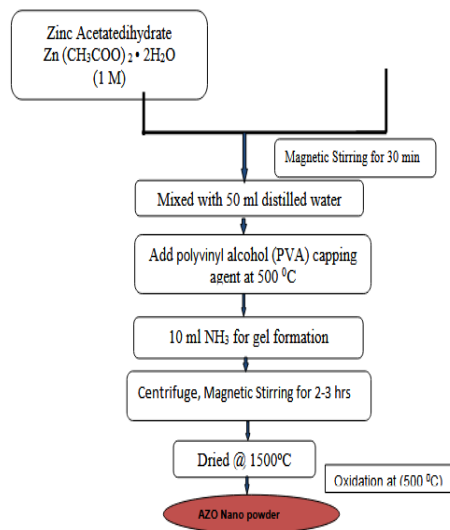 Zinc Acetatedihydrate
Zn (CH3COO) 2 • 2H2O
(1 M)
Magnetic Stirring for 30 min
Mixed with 50 ml distilled water
Add polyvinyl alcohol (PVA) capping
agent at 500 ⁰C
10 ml NH3 for gel formation
Centrifuge, Magnetic Stirring for 2-3 hrs
Dried @ 1500°C
Oxidation at (500 ⁰C)
AZO Nano powder